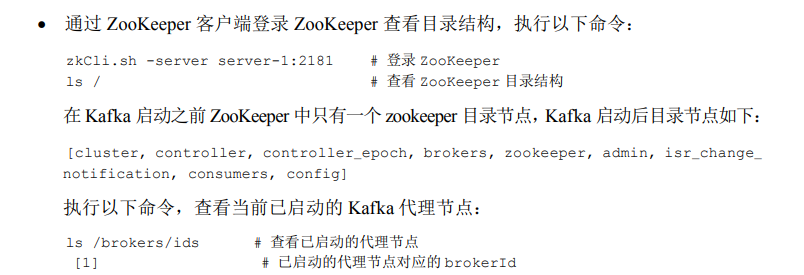 • 通过 ZooKeeper 客户端登录 ZooKeeper 查看目录结构，执行以下命令：
zkCli.sh -server server-1:2181 # 登录 ZooKeeper
ls / # 查看 ZooKeeper 目录结构
在 Kafka 启动之前 ZooKeeper 中只有一个 zookeeper 目录节点，Kafka 启动后目录节点如下：
[cluster, controller, controller_epoch, brokers, zookeeper, admin, isr_change_
notification, consumers, config]
执行以下命令，查看当前已启动的 Kafka 代理节点：
ls /brokers/ids # 查看已启动的代理节点
[1] # 已启动的代理节点对应的 brokerId